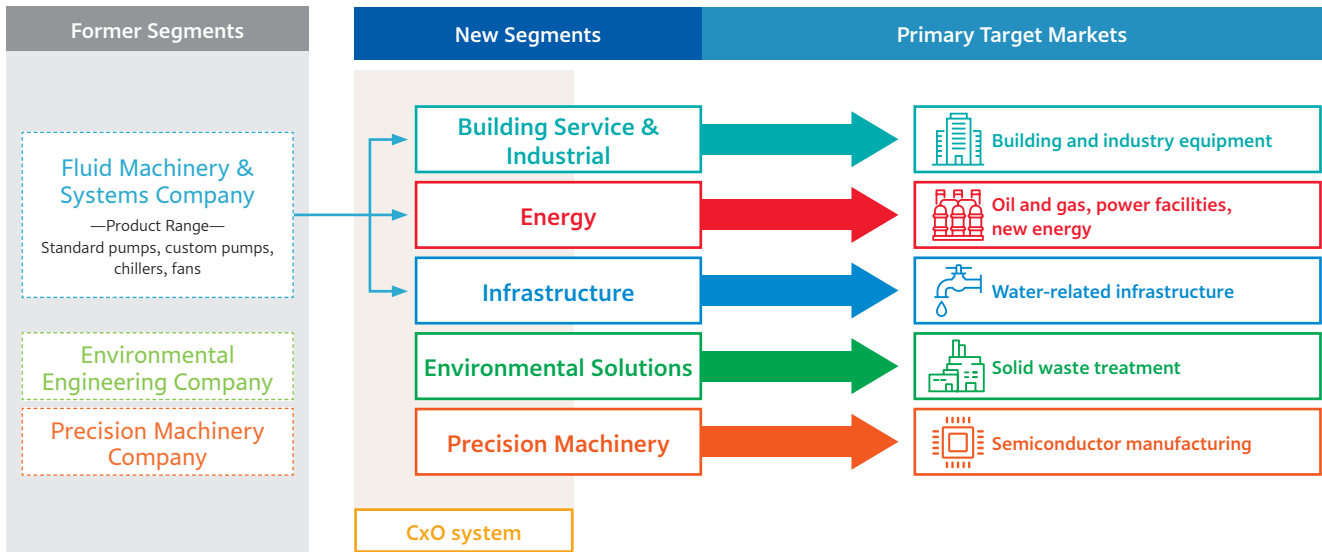 Former Segments
New Segments
Primary Target Markets
Fluid Machinery &
Systems Company
—Product Range—
Standard pumps, custom pumps,
chillers, fans
Environmental
Engineering Company
Precision Machinery
Company
Building Service &
Industrial
Building and industry equipment
Energy
Oil and gas, power facilities,
new energy
Infrastructure
Water-related infrastructure
Environmental Solutions
Solid waste treatment
Precision Machinery
Semiconductor manufacturing
CxO system